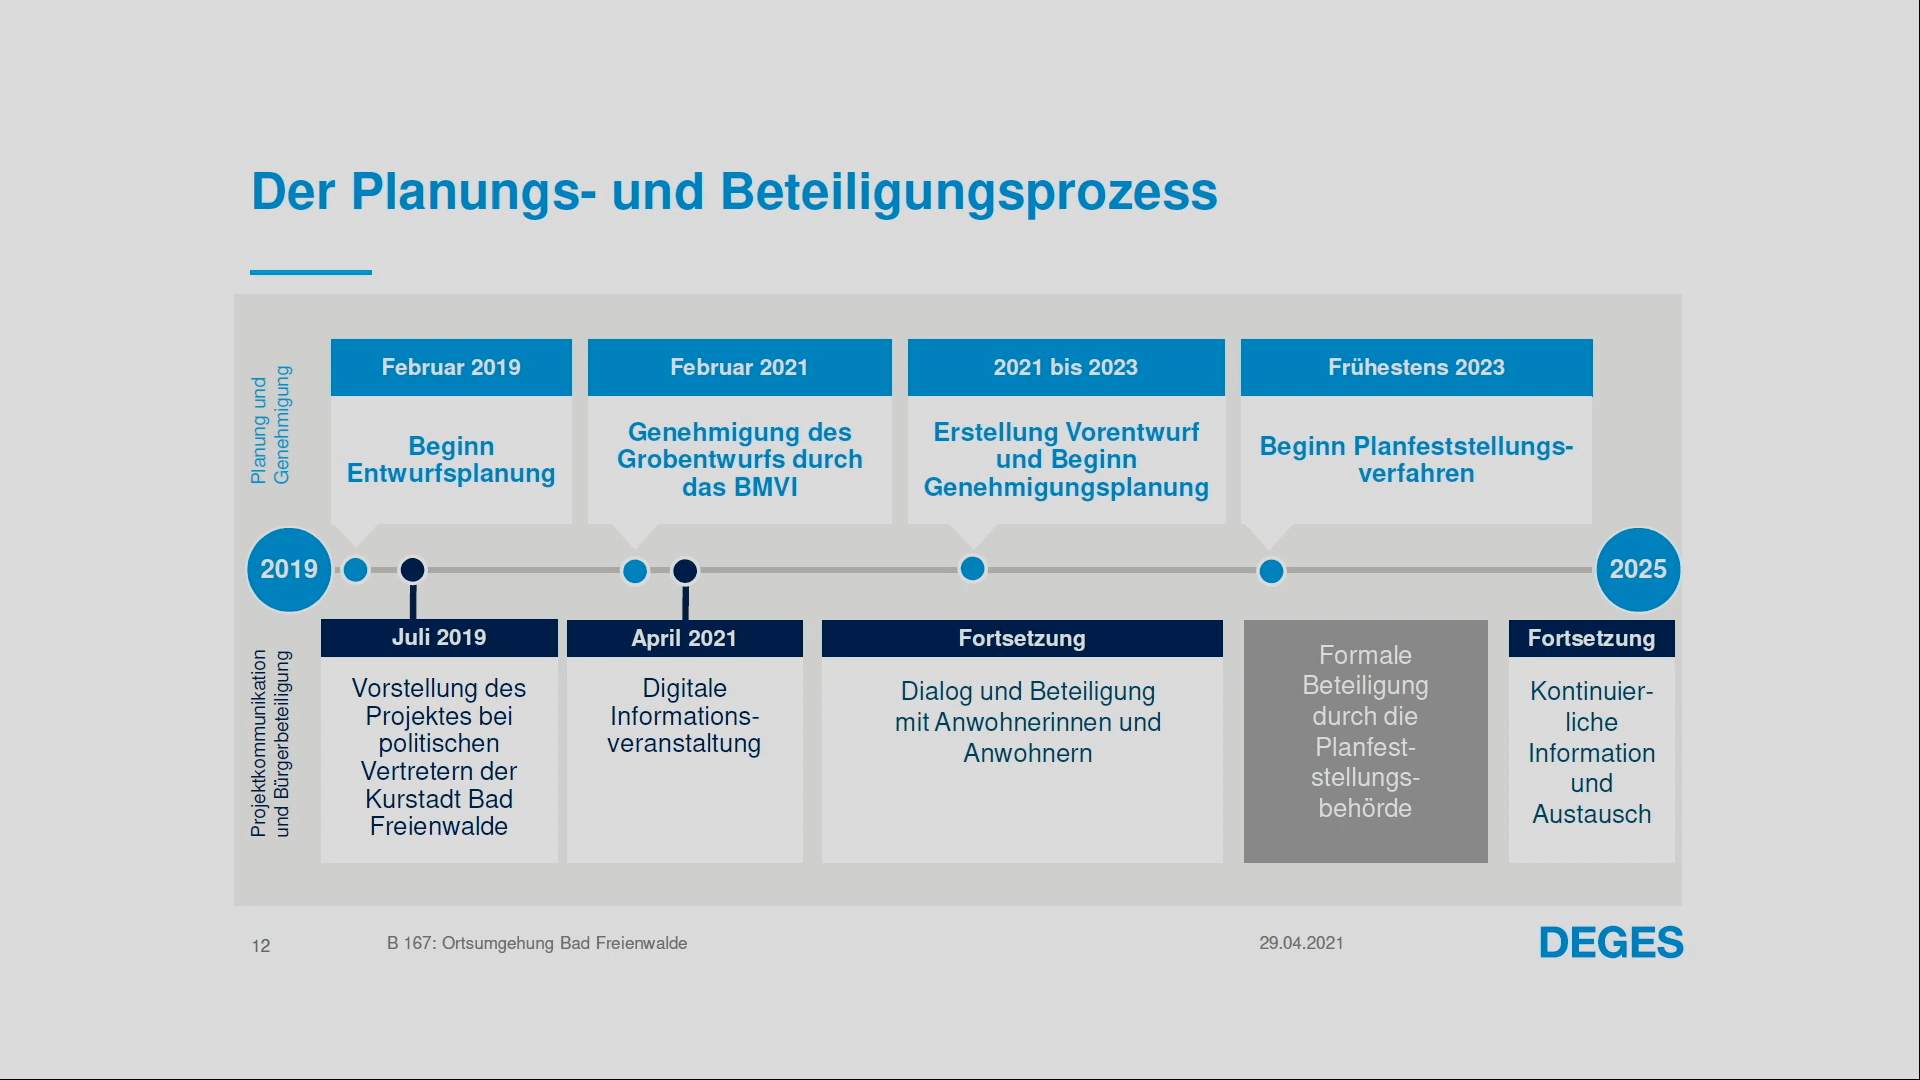 Der Planungs- und Beteiligungsprozess
Planung und
Genehmigung
Februar 2019
Beginn
Entwurfsplanung
Februar 2021
Genehmigung des
Grobentwurfs durch
das BMVI
2021 bis 2023
Erstellung Vorentwurf
und Beginn
Genehmigungsplanung
Frühestens 2023
Beginn Planfeststellungs-
verfahren
2019
2025
Projektkommunikation
und Bürgerbeteiligung
Juli 2019
Vorstellung des
Projektes bei
politischen
Vertretern der
Kurstadt Bad
Freienwalde
April 2021
Digitale
Informations-
veranstaltung
Fortsetzung
Dialog und Beteiligung
mit Anwohnerinnen und
Anwohnern
Formale
Beteiligung
durch die
Planfest-
stellungs-
behörde
Fortsetzung
Kontinuier-
liche
Information
und
Austausch
12
B 167: Ortsumgehung Bad Freienwalde
29.04.2021
DEGES